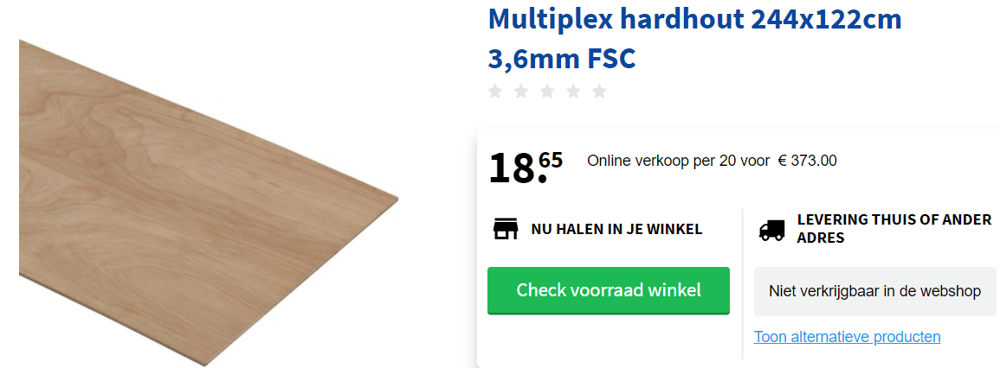 Multiplex hardhout 244x122cm
3,6mm FSC
18.65 Online verkoop per 20 voor € 373.00
NU HALEN IN JE WINKEL
Check voorraad winkel
LEVERING THUIS OF ANDER
ADRES
Niet verkrijgbaar in de webshop
Toon alternatieve producten